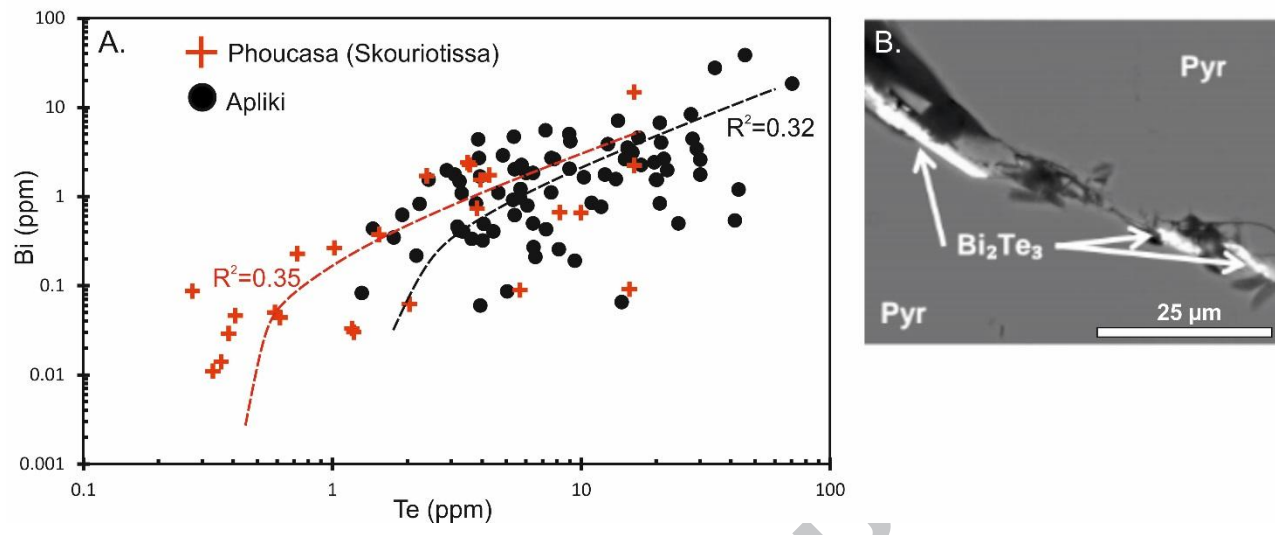 A.
Phoucasa (Skouriotissa)
Apliki
R²=0.32
R²=0.35
Bi (ppm)
100
10
1
0.1
0.01
0.001
0.1
1
10
100
Te (ppm)
B.
Pyr
Bi₂Te₃
Pyr
25 µm